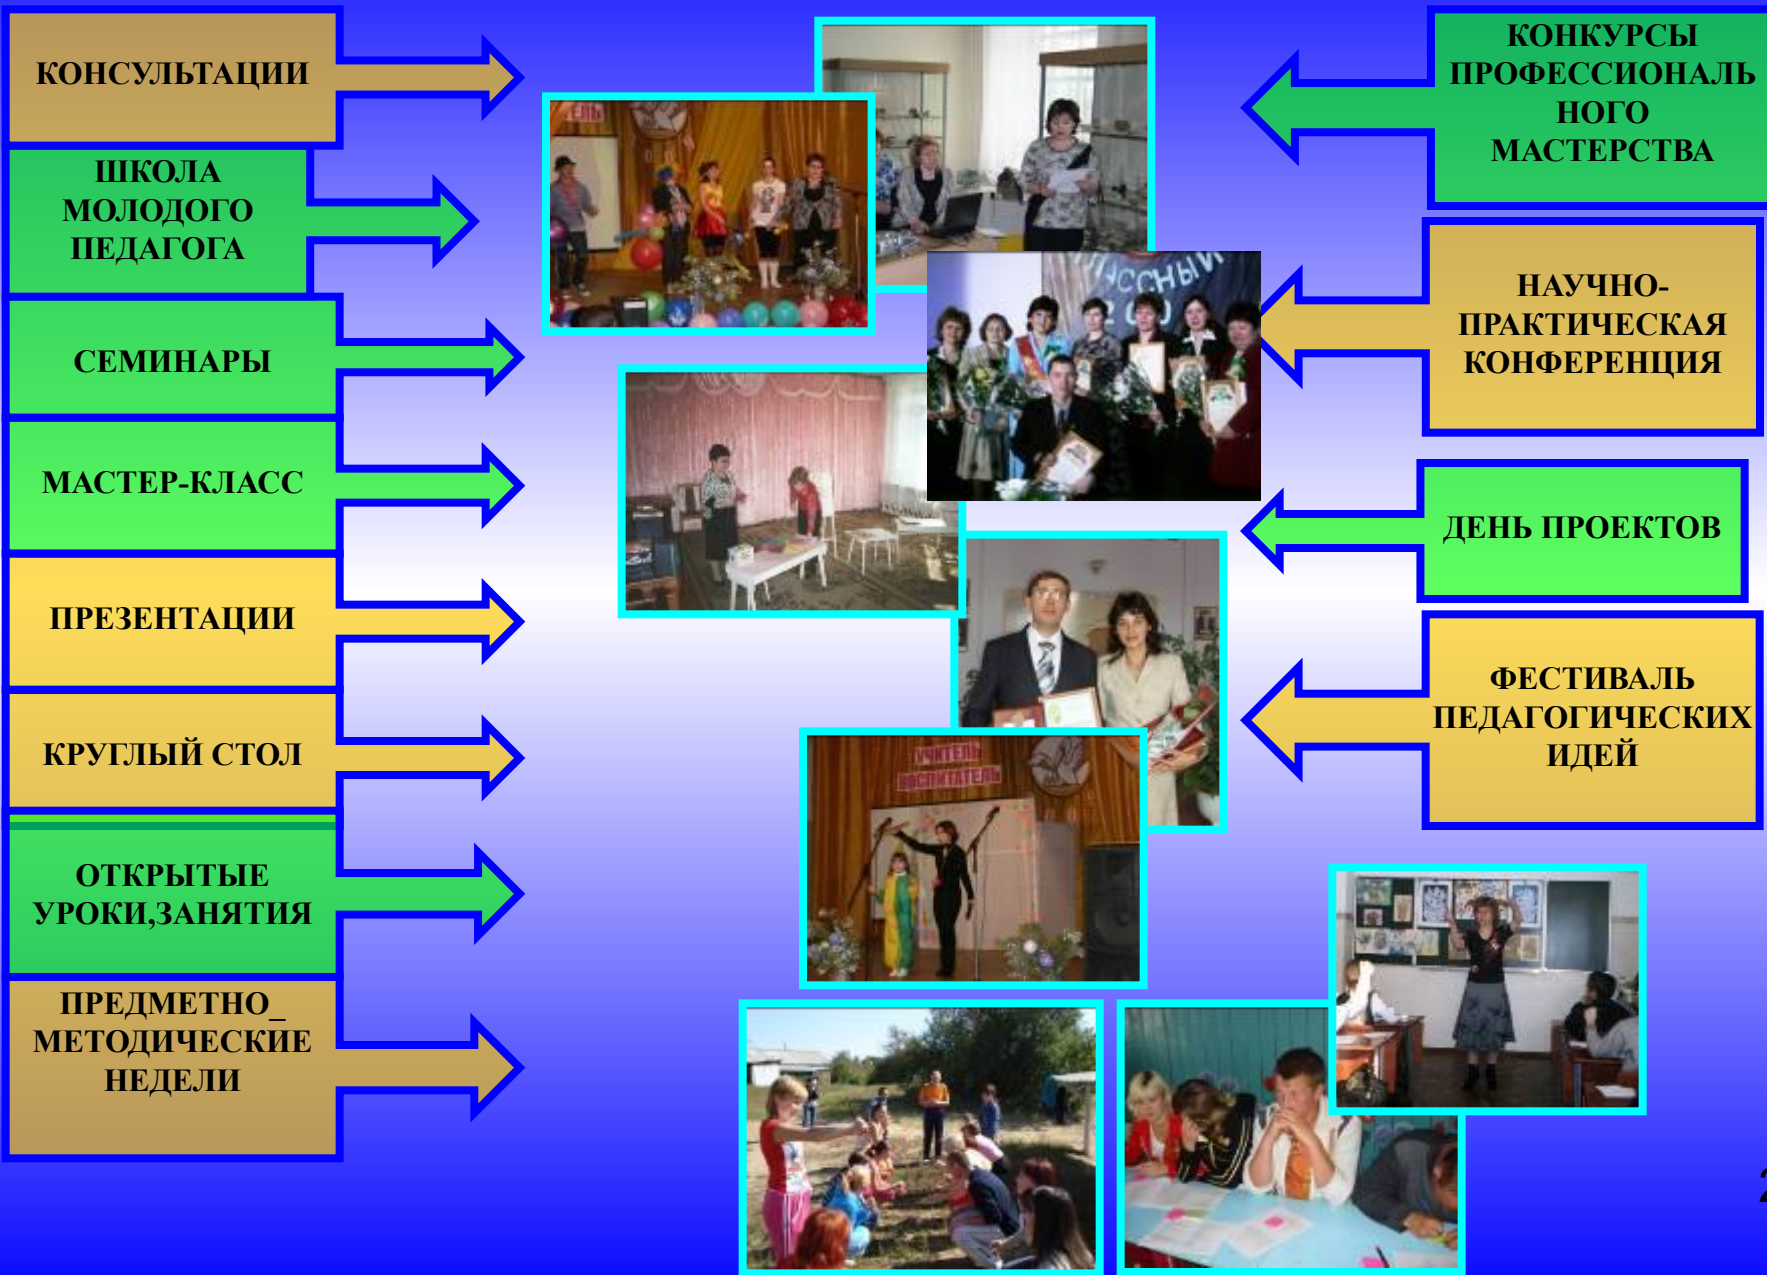 КОНСУЛЬТАЦИИ
ШКОЛА
МОЛОДОГО
ПЕДАГОГА
СЕМИНАРЫ
МАСТЕР-КЛАСС
ПРЕЗЕНТАЦИИ
КРУГЛЫЙ СТОЛ
ОТКРЫТЫЕ
УРОКИ,ЗАНЯТИЯ
ПРЕДМЕТНО_
МЕТОДИЧЕСКИЕ
НЕДЕЛИ
УЧИТЕЛЬ
ВОСПИТАТЕЛЬ
КОНКУРСЫ
ПРОФЕССИОНАЛЬ
НОГО
МАСТЕРСТВА
НАУЧНО-
ПРАКТИЧЕСКАЯ
КОНФЕРЕНЦИЯ
ДЕНЬ ПРОЕКТОВ
ФЕСТИВАЛЬ
ПЕДАГОГИЧЕСКИХ
ИДЕЙ